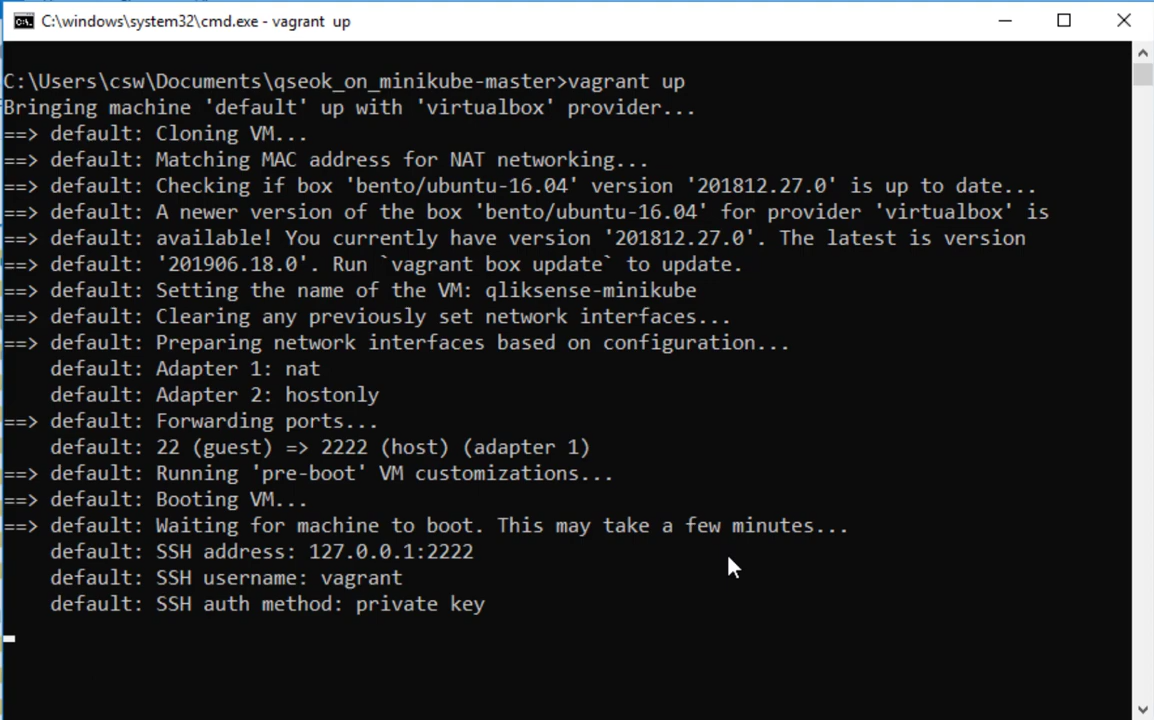 C:\windows\system32\cmd.exe - vagrant  up
C:\Users\csw\Documents\qseok_on_minikube-master>vagrant up
Bringing machine 'default' up with 'virtualbox' provider...
==> default: Cloning VM...
==> default: Matching MAC address for NAT networking...
==> default: Checking if box 'bento/ubuntu-16.04' version '201812.27.0' is up to date...
==> default: A newer version of the box 'bento/ubuntu-16.04' for provider 'virtualbox' is
==> default: available! You currently have version '201812.27.0'. The latest is version
==> default: '201906.18.0'. Run `vagrant box update` to update.
==> default: Setting the name of the VM: qliksense-minikube
==> default: Clearing any previously set network interfaces...
==> default: Preparing network interfaces based on configuration...
    default: Adapter 1: nat
    default: Adapter 2: hostonly
==> default: Forwarding ports...
    default: 22 (guest) => 2222 (host) (adapter 1)
==> default: Running 'pre-boot' VM customizations...
==> default: Booting VM...
==> default: Waiting for machine to boot. This may take a few minutes...
    default: SSH address: 127.0.0.1:2222
    default: SSH username: vagrant
    default: SSH auth method: private key